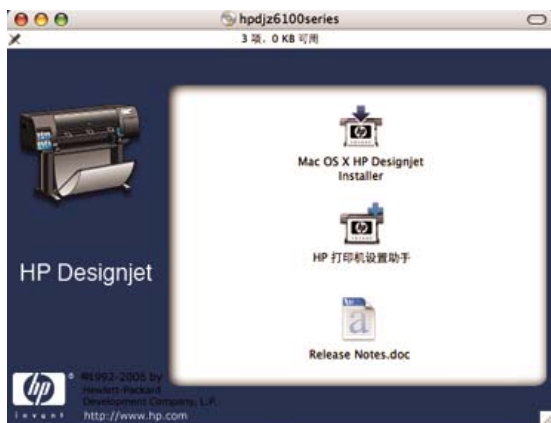 hpdjz6100series
3 项，0 KB 可用
Mac OS X HP Designjet
Installer
HP 打印机设置助手
HP Designjet
a
Release Notes.doc
hp
®
invent
©1992-2006 by
Hewlett-Packard
Development Company, L.P.
http://www.hp.com